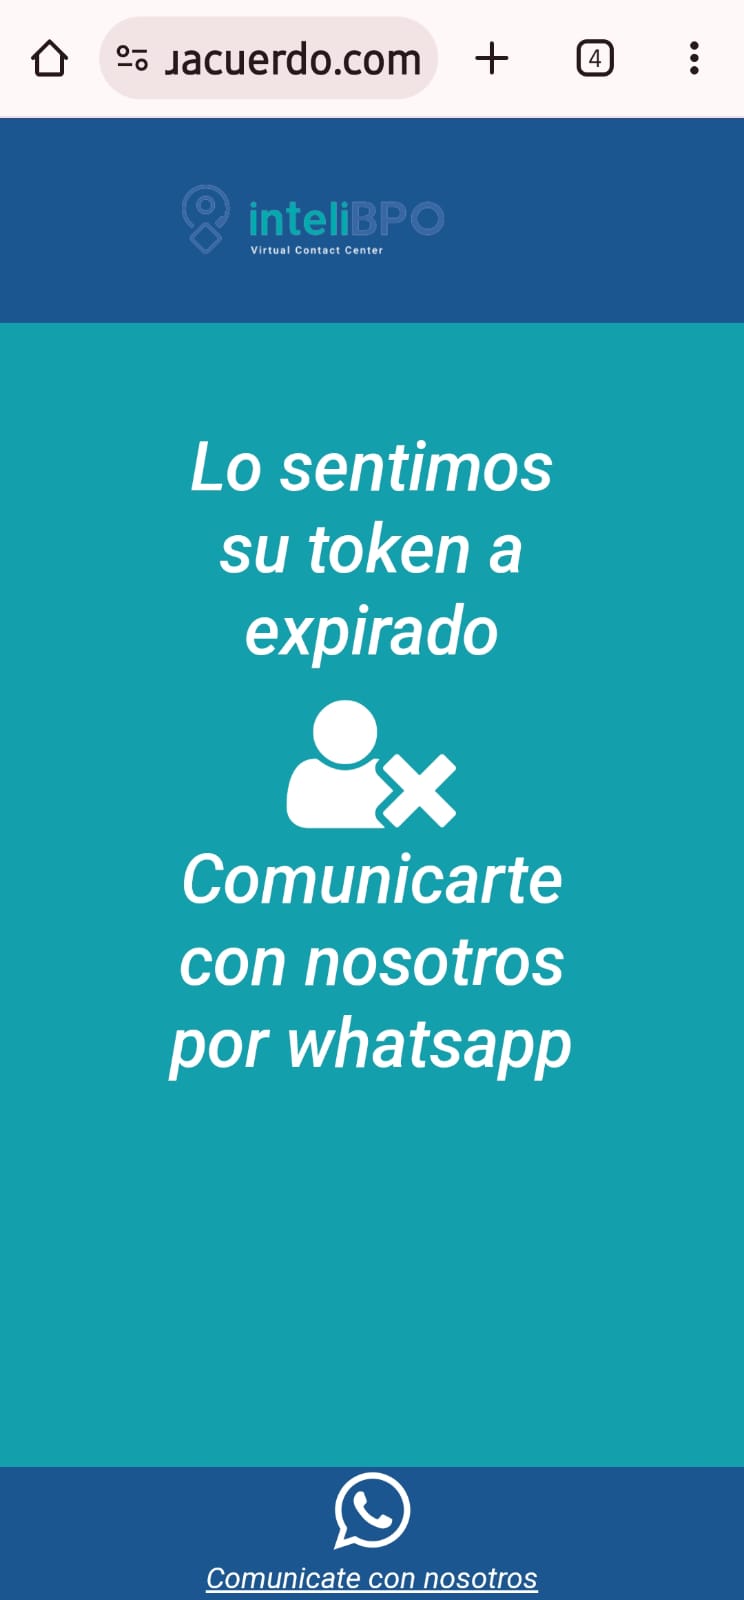 uacuerdo.com
4
inteliBPO
Virtual Contact Center
Lo sentimos
su token a
expirado
Comunicarte
con nosotros
por whatsapp
Comunicate con nosotros